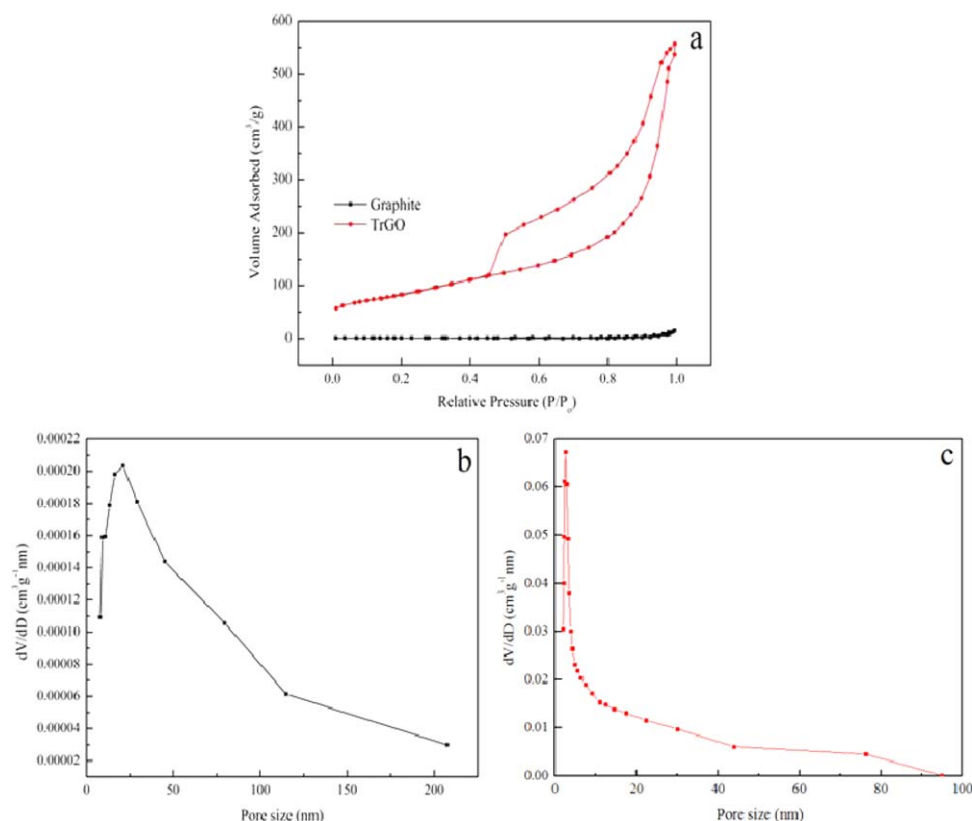 a
600
500
400
300
200
100
0
Volume Adsorbed (cm³/g)
Graphite
TrGO
0.0 0.2 0.4 0.6 0.8 1.0
Relative Pressure (P/Pₒ)
b
0.00022
0.00020
0.00018
0.00016
0.00014
0.00012
0.00010
0.00008
0.00006
0.00004
0.00002
dV/dD (cm³g⁻¹nm)
0 50 100 150 200
Pore size (nm)
c
0.07
0.06
0.05
0.04
0.03
0.02
0.01
0.00
dV/dD (cm³g⁻¹nm)
0 20 40 60 80 100
Pore size (nm)